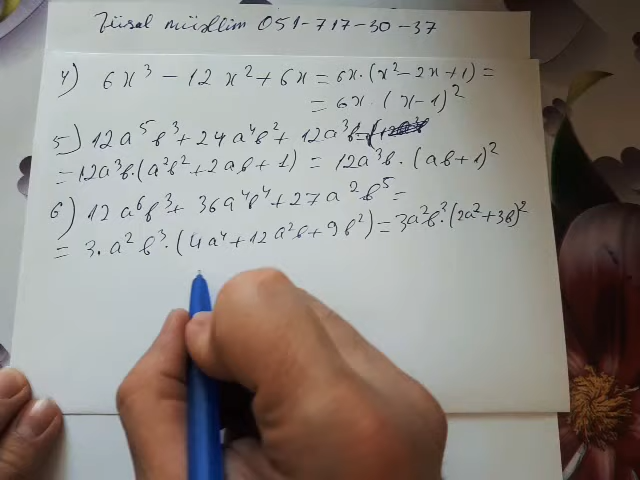 Züsal müəllim 051-717-30-37
4) 6x³ - 12x² + 6x = 6x·(x² - 2x + 1) =
= 6x·(x-1)²
5) 12a⁵b³ + 24a⁴b² + 12a³b =
= 12a³b·(a²b² + 2ab + 1) = 12a³b·(ab+1)²
6) 12a⁶b³ + 36a⁴b⁴ + 27a²b⁵ =
= 3·a²b³·(4a⁴ + 12a²b + 9b²) = 3a²b³·(2a² + 3b)²